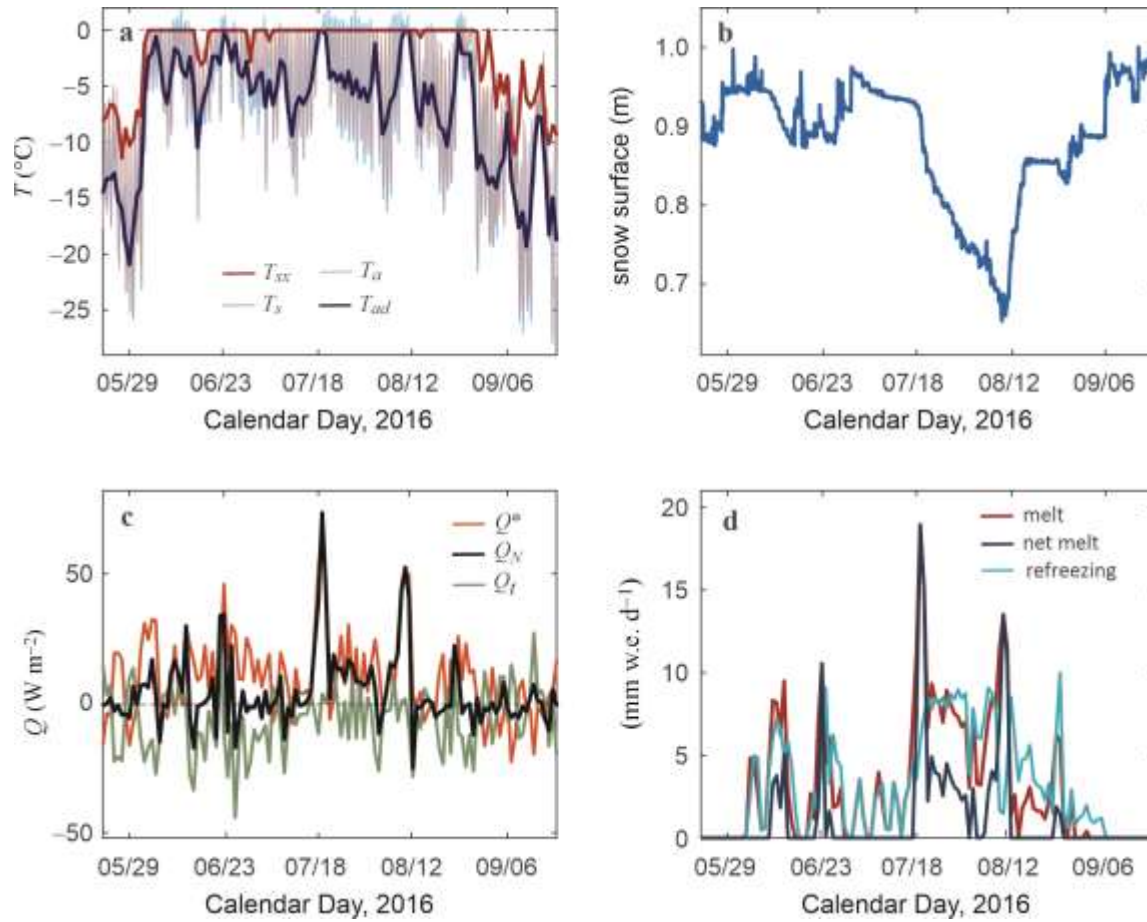 a
0
−5
−10
−15
−20
−25
T (°C)
Tsx
Ts
Ta
Tad
05/29 06/23 07/18 08/12 09/06
Calendar Day, 2016
b
1.0
0.9
0.8
0.7
snow surface (m)
05/29 06/23 07/18 08/12 09/06
Calendar Day, 2016
c
50
0
−50
Q (W m−2)
Q*
QN
Qt
05/29 06/23 07/18 08/12 09/06
Calendar Day, 2016
d
20
15
10
5
0
(mm w.e. d−1)
melt
net melt
refreezing
05/29 06/23 07/18 08/12 09/06
Calendar Day, 2016